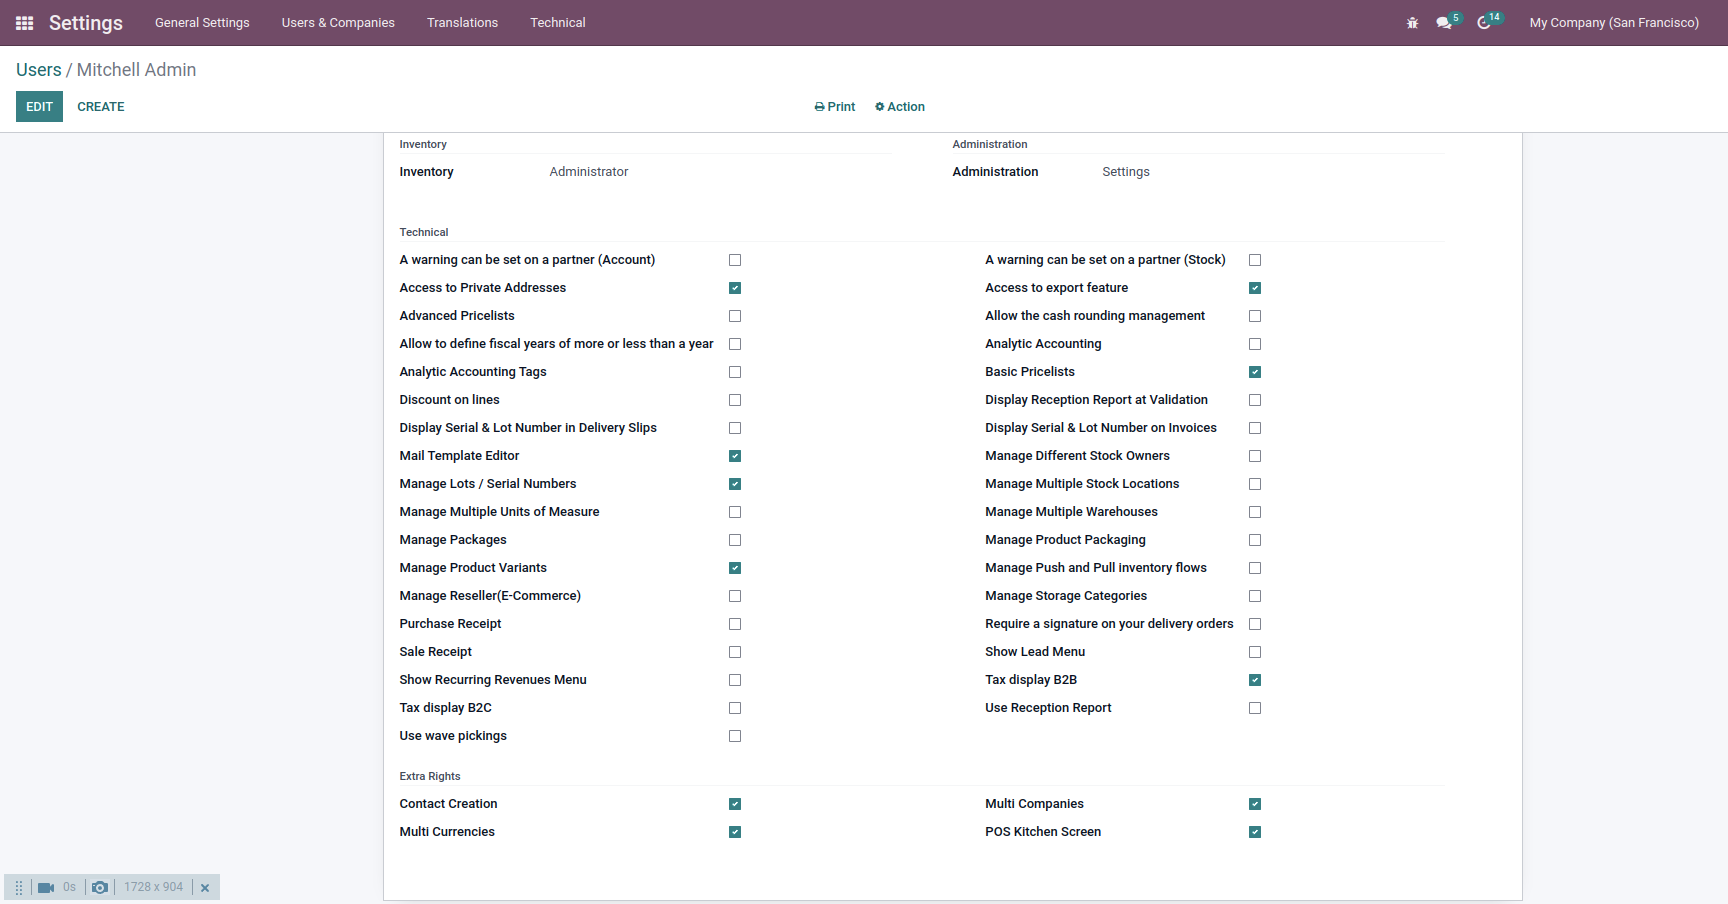 Settings General Settings Users & Companies Translations Technical 5 14 My Company (San Francisco)
Users / Mitchell Admin
EDIT CREATE Print Action
Inventory Administration
Inventory Administrator Administration Settings
Technical
A warning can be set on a partner (Account) A warning can be set on a partner (Stock)
Access to Private Addresses Access to export feature
Advanced Pricelists Allow the cash rounding management
Allow to define fiscal years of more or less than a year Analytic Accounting
Analytic Accounting Tags Basic Pricelists
Discount on lines Display Reception Report at Validation
Display Serial & Lot Number in Delivery Slips Display Serial & Lot Number on Invoices
Mail Template Editor Manage Different Stock Owners
Manage Lots / Serial Numbers Manage Multiple Stock Locations
Manage Multiple Units of Measure Manage Multiple Warehouses
Manage Packages Manage Product Packaging
Manage Product Variants Manage Push and Pull inventory flows
Manage Reseller(E-Commerce) Manage Storage Categories
Purchase Receipt Require a signature on your delivery orders
Sale Receipt Show Lead Menu
Show Recurring Revenues Menu Tax display B2B
Tax display B2C Use Reception Report
Use wave pickings
Extra Rights
Contact Creation Multi Companies
Multi Currencies POS Kitchen Screen
0s 1728 x 904